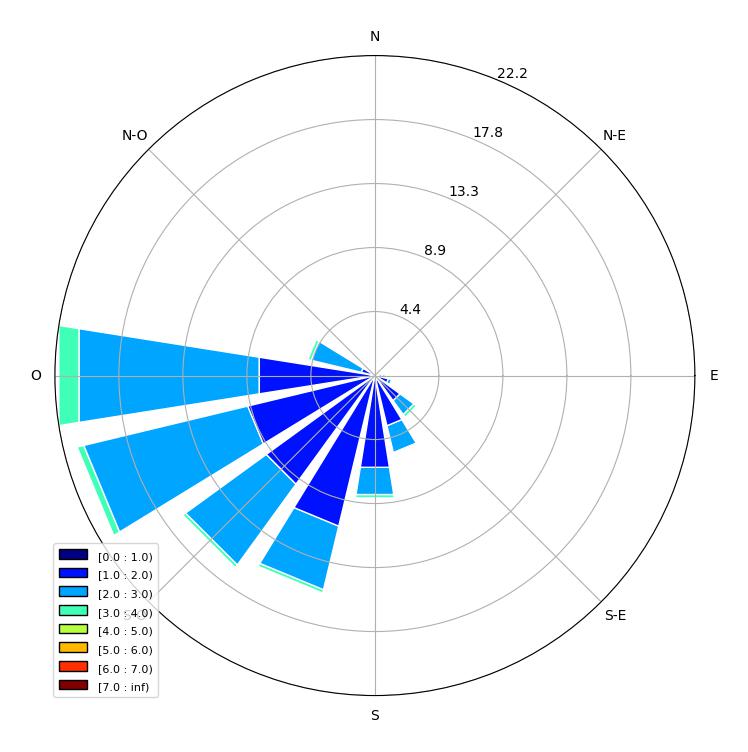 N
22.2
N-O
N-E
17.8
13.3
8.9
4.4
O
E
[0.0 : 1.0)
[1.0 : 2.0)
[2.0 : 3.0)
[3.0 : 4.0)
[4.0 : 5.0)
[5.0 : 6.0)
[6.0 : 7.0)
[7.0 : inf)
S-E
S